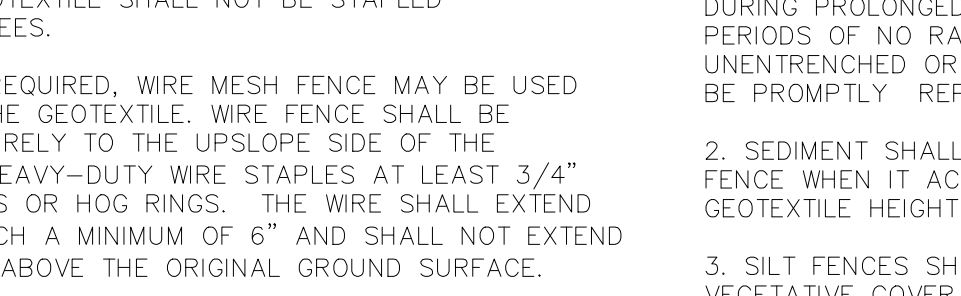 GEOTEXTILE SHALL NOT BE STAPLED
EES.
REQUIRED, WIRE MESH FENCE MAY BE USED
HE GEOTEXTILE. WIRE FENCE SHALL BE
RELY TO THE UPSLOPE SIDE OF THE
EAVY-DUTY WIRE STAPLES AT LEAST 3/4"
S OR HOG RINGS. THE WIRE SHALL EXTEND
CH A MINIMUM OF 6" AND SHALL NOT EXTEND
ABOVE THE ORIGINAL GROUND SURFACE.
DURING PROLONGED
PERIODS OF NO RA
UNENTRENCHED OR
BE PROMPTLY REP
2. SEDIMENT SHALL
FENCE WHEN IT AC
GEOTEXTILE HEIGHT
3. SILT FENCES SH
VEGETATIVE COVER